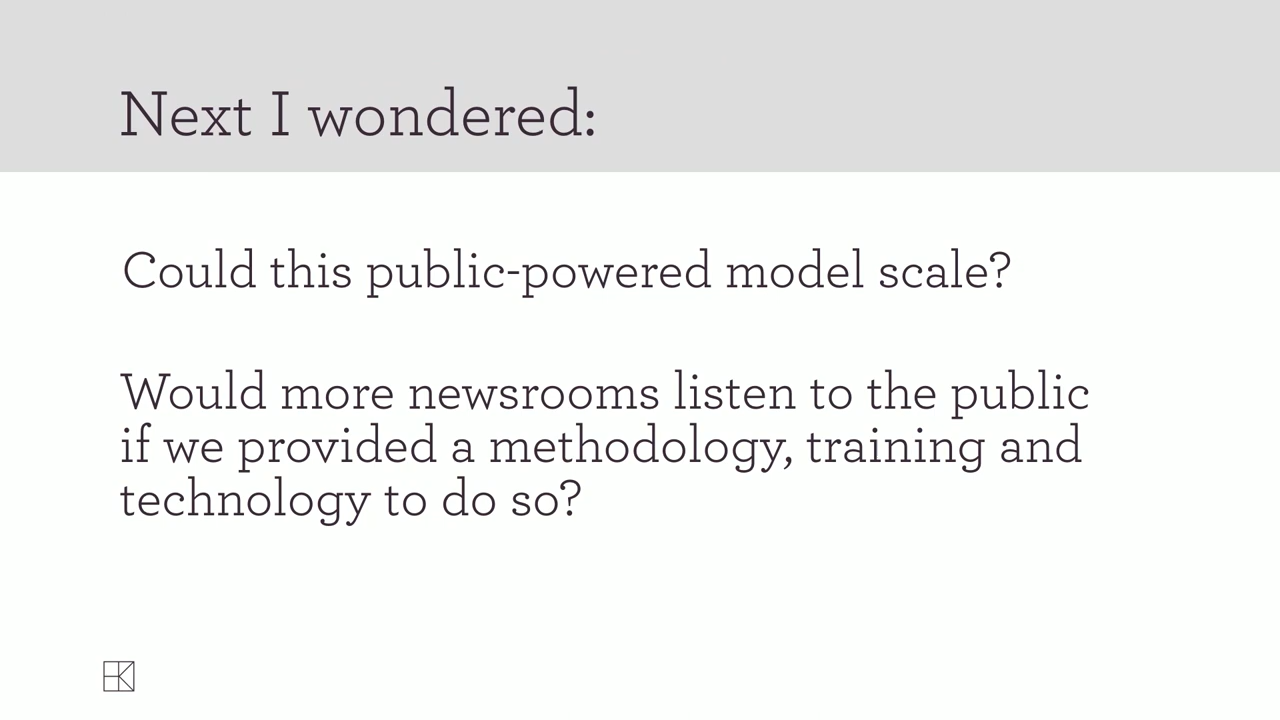 Next I wondered:
Could this public-powered model scale?
Would more newsrooms listen to the public
if we provided a methodology, training and
technology to do so?